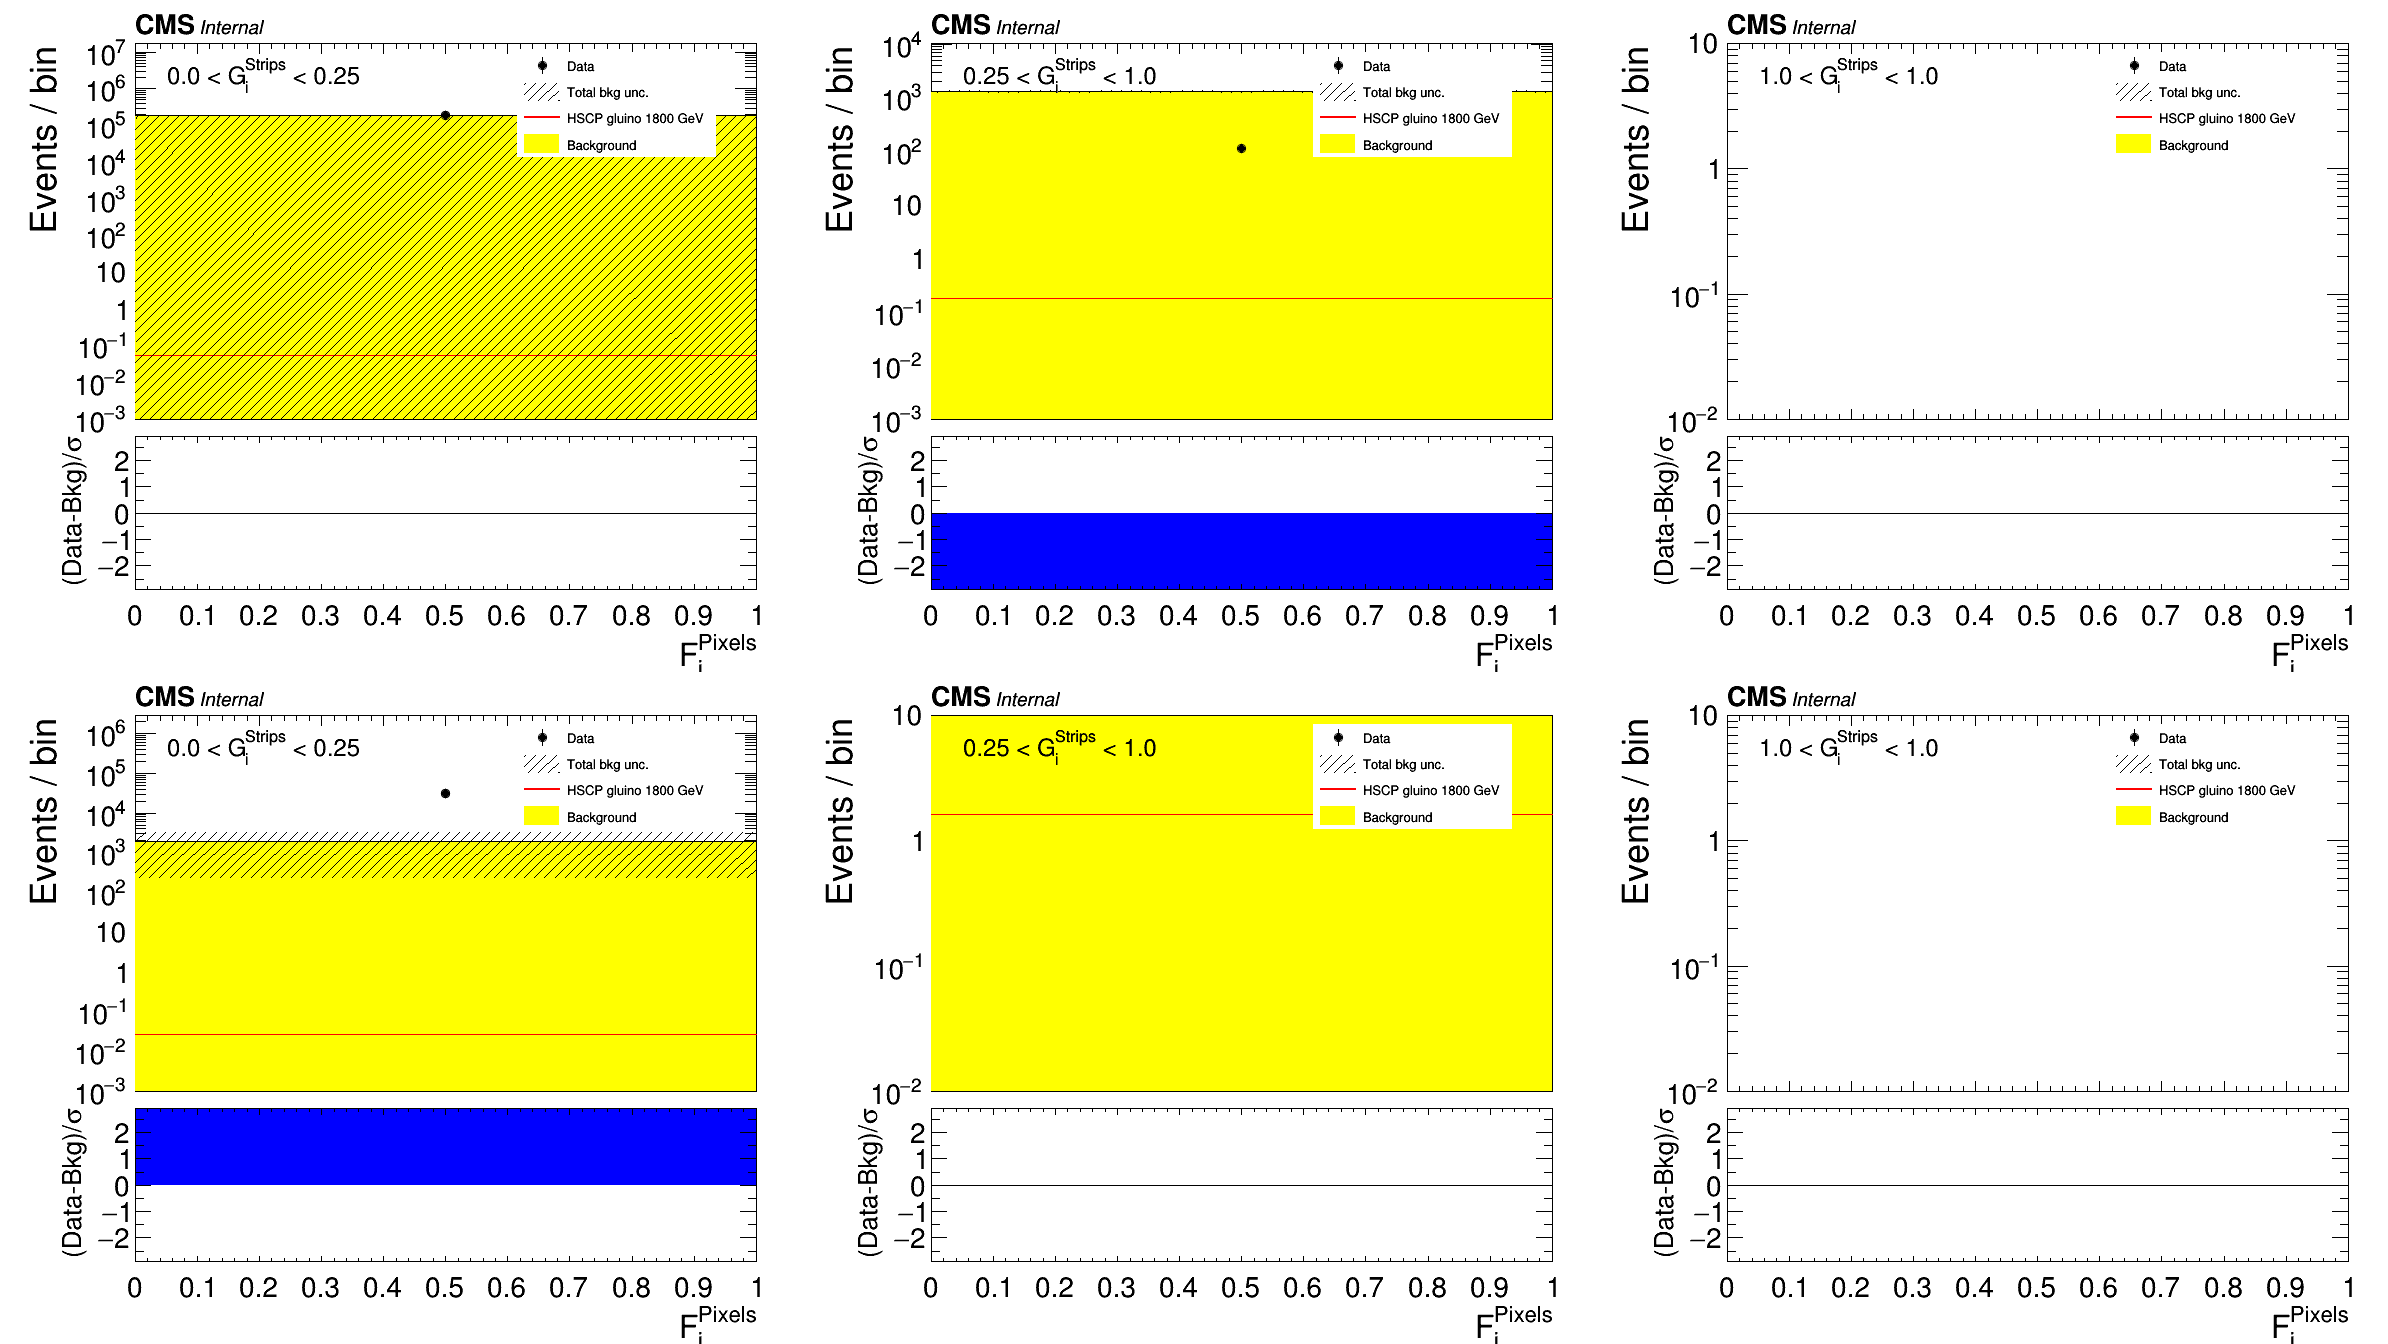 CMS Internal
Events / bin
10^7
10^6
10^5
10^4
10^3
10^2
10
1
10^−1
10^−2
10^−3
0.0 < G_i^Strips < 0.25
Data
Total bkg unc.
HSCP gluino 1800 GeV
Background
(Data-Bkg)/σ
2
1
0
−1
−2
0 0.1 0.2 0.3 0.4 0.5 0.6 0.7 0.8 0.9 1
F_i^Pixels
CMS Internal
Events / bin
10^4
10^3
10^2
10
1
10^−1
10^−2
10^−3
0.25 < G_i^Strips < 1.0
Data
Total bkg unc.
HSCP gluino 1800 GeV
Background
(Data-Bkg)/σ
2
1
0
−1
−2
0 0.1 0.2 0.3 0.4 0.5 0.6 0.7 0.8 0.9 1
F_i^Pixels
CMS Internal
Events / bin
10
1
10^−1
10^−2
1.0 < G_i^Strips < 1.0
Data
Total bkg unc.
HSCP gluino 1800 GeV
Background
(Data-Bkg)/σ
2
1
0
−1
−2
0 0.1 0.2 0.3 0.4 0.5 0.6 0.7 0.8 0.9 1
F_i^Pixels
CMS Internal
Events / bin
10^6
10^5
10^4
10^3
10^2
10
1
10^−1
10^−2
10^−3
0.0 < G_i^Strips < 0.25
Data
Total bkg unc.
HSCP gluino 1800 GeV
Background
(Data-Bkg)/σ
2
1
0
−1
−2
0 0.1 0.2 0.3 0.4 0.5 0.6 0.7 0.8 0.9 1
F_i^Pixels
CMS Internal
Events / bin
10
1
10^−1
10^−2
0.25 < G_i^Strips < 1.0
Data
Total bkg unc.
HSCP gluino 1800 GeV
Background
(Data-Bkg)/σ
2
1
0
−1
−2
0 0.1 0.2 0.3 0.4 0.5 0.6 0.7 0.8 0.9 1
F_i^Pixels
CMS Internal
Events / bin
10
1
10^−1
10^−2
1.0 < G_i^Strips < 1.0
Data
Total bkg unc.
HSCP gluino 1800 GeV
Background
(Data-Bkg)/σ
2
1
0
−1
−2
0 0.1 0.2 0.3 0.4 0.5 0.6 0.7 0.8 0.9 1
F_i^Pixels